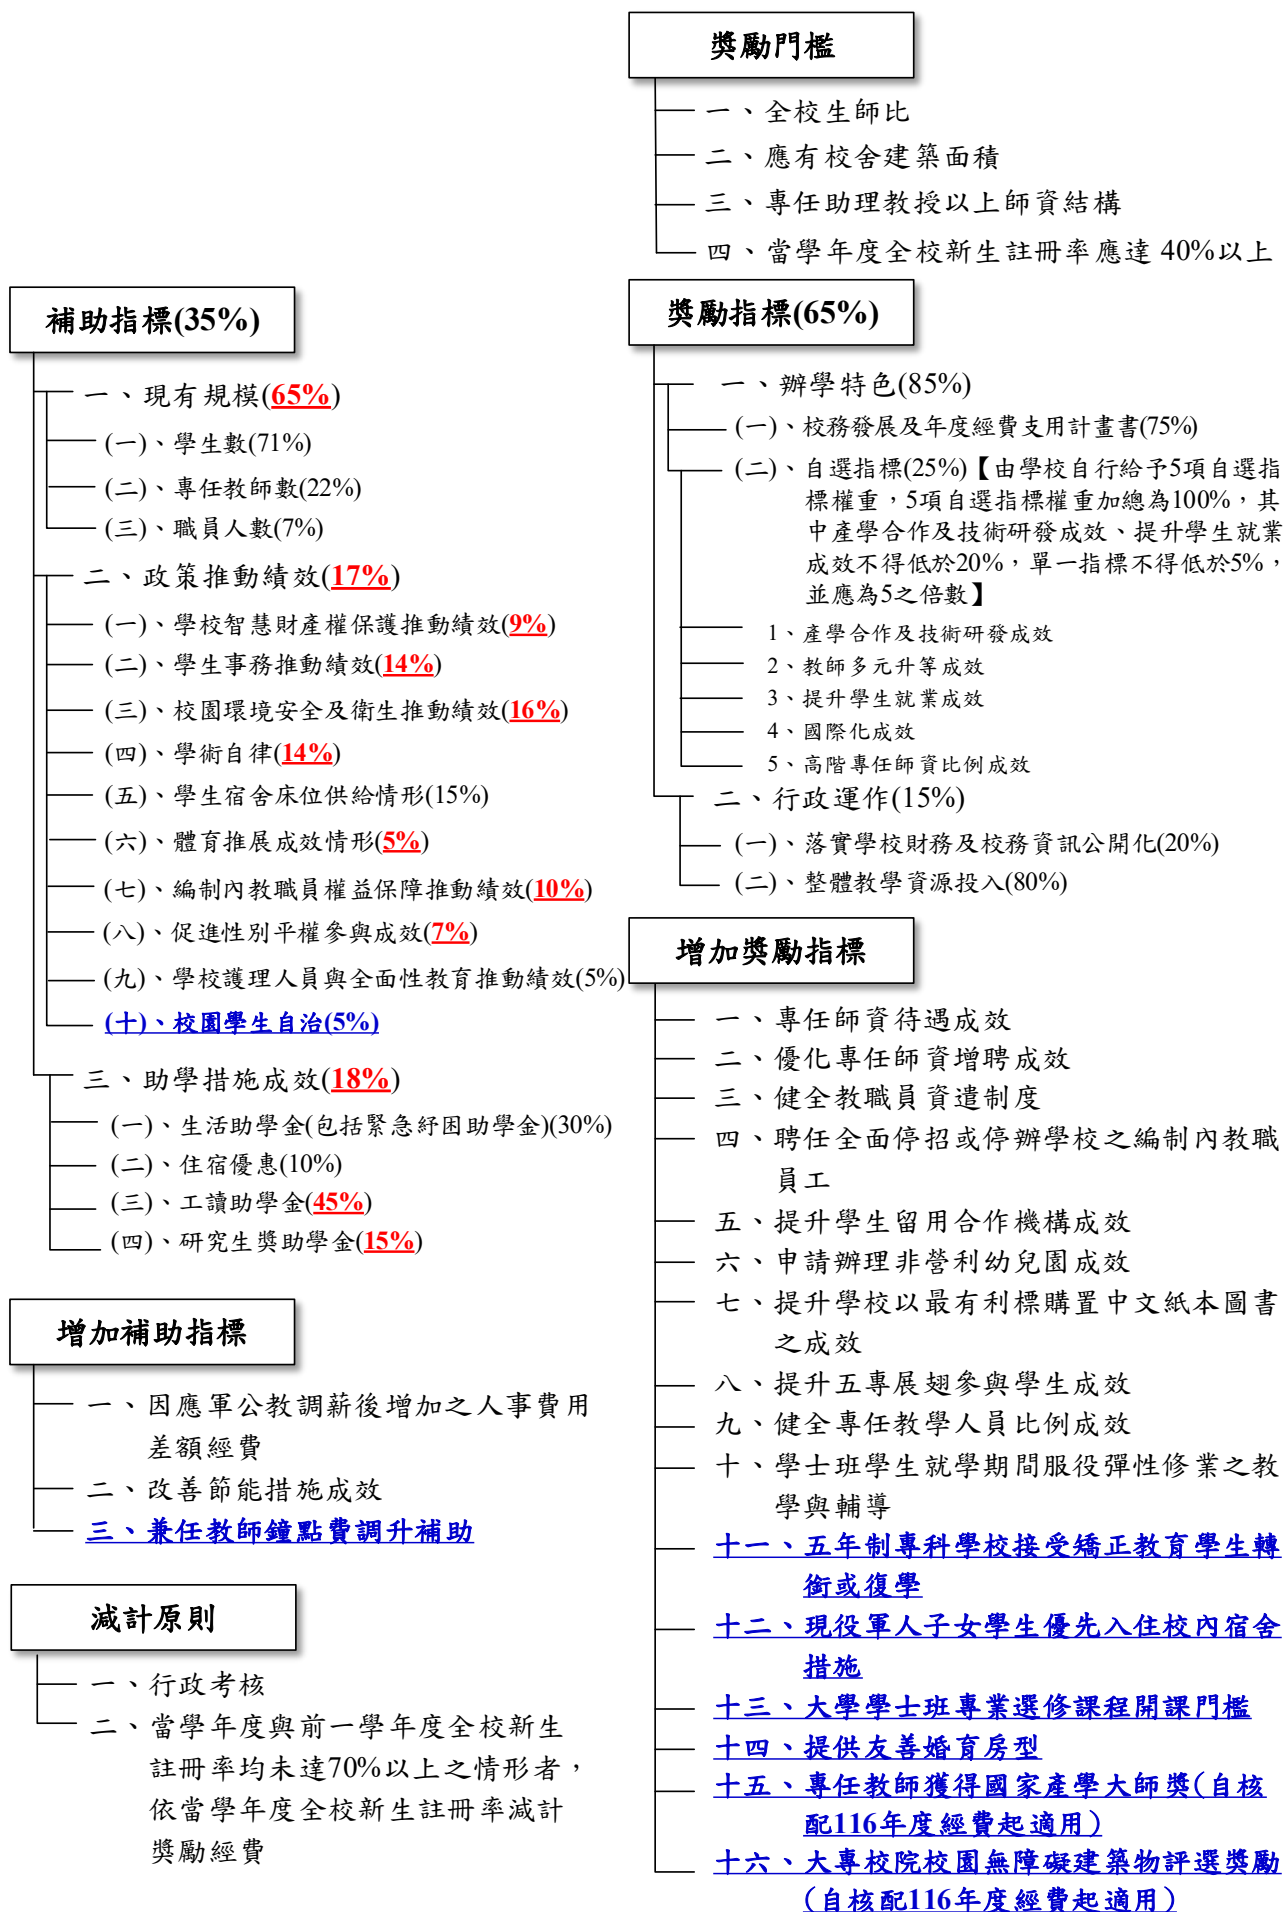 獎勵門檻
一、全校生師比
二、應有校舍建築面積
三、專任助理教授以上師資結構
四、當學年度全校新生註冊率應達 40%以上
補助指標(35%)
一、現有規模(65%)
(一)、學生數(71%)
(二)、專任教師數(22%)
(三)、職員人數(7%)
二、政策推動績效(17%)
(一)、學校智慧財產權保護推動績效(9%)
(二)、學生事務推動績效(14%)
(三)、校園環境安全及衛生推動績效(16%)
(四)、學術自律(14%)
(五)、學生宿舍床位供給情形(15%)
(六)、體育推展成效情形(5%)
(七)、編制內教職員權益保障推動績效(10%)
(八)、促進性別平權參與成效(7%)
(九)、學校護理人員與全面性教育推動績效(5%)
(十)、校園學生自治(5%)
三、助學措施成效(18%)
(一)、生活助學金(包括緊急紓困助學金)(30%)
(二)、住宿優惠(10%)
(三)、工讀助學金(45%)
(四)、研究生獎助學金(15%)
增加補助指標
一、因應軍公教調薪後增加之人事費用
差額經費
二、改善節能措施成效
三、兼任教師鐘點費調升補助
減計原則
一、行政考核
二、當學年度與前一學年度全校新生
註冊率均未達70%以上之情形者，
依當學年度全校新生註冊率減計
獎勵經費
獎勵指標(65%)
一、辦學特色(85%)
(一)、校務發展及年度經費支用計畫書(75%)
(二)、自選指標(25%)【由學校自行給予5項自選指
標權重，5項自選指標權重加總為100%，其
中產學合作及技術研發成效、提升學生就業
成效不得低於20%，單一指標不得低於5%，
並應為5之倍數】
1、產學合作及技術研發成效
2、教師多元升等成效
3、提升學生就業成效
4、國際化成效
5、高階專任師資比例成效
二、行政運作(15%)
(一)、落實學校財務及校務資訊公開化(20%)
(二)、整體教學資源投入(80%)
增加獎勵指標
一、專任師資待遇成效
二、優化專任師資增聘成效
三、健全教職員資遣制度
四、聘任全面停招或停辦學校之編制內教職
員工
五、提升學生留用合作機構成效
六、申請辦理非營利幼兒園成效
七、提升學校以最有利標購置中文紙本圖書
之成效
八、提升五專展翅參與學生成效
九、健全專任教學人員比例成效
十、學士班學生就學期間服役彈性修業之教
學與輔導
十一、五年制專科學校接受矯正教育學生轉
銜或復學
十二、現役軍人子女學生優先入住校內宿舍
措施
十三、大學學士班專業選修課程開課門檻
十四、提供友善婚育房型
十五、專任教師獲得國家產學大師獎(自核
配116年度經費起適用)
十六、大專校院校園無障礙建築物評選獎勵
(自核配116年度經費起適用)